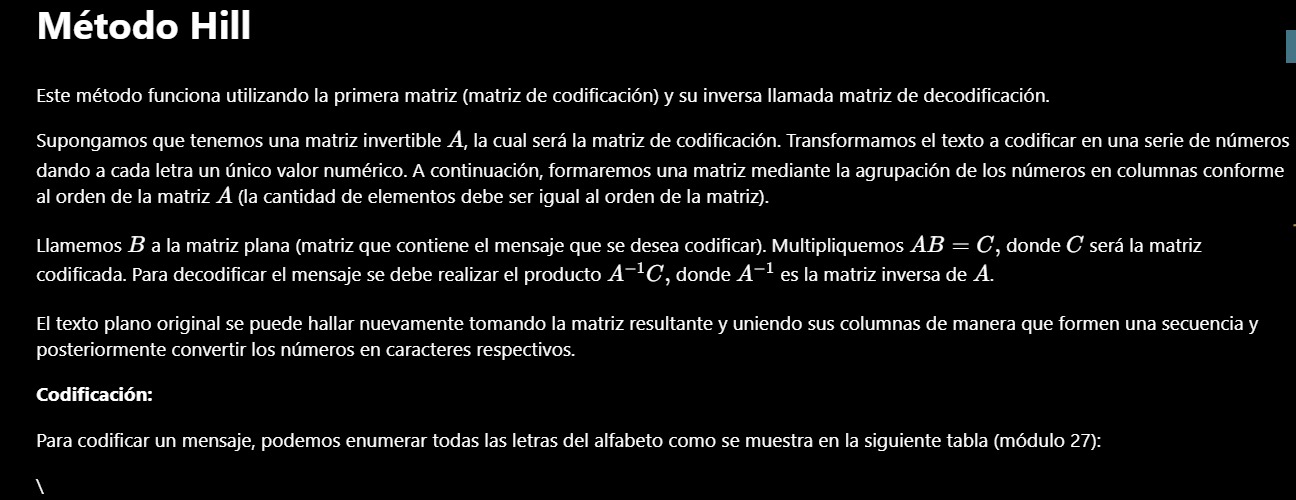 Método Hill
Este método funciona utilizando la primera matriz (matriz de codificación) y su inversa llamada matriz de decodificación.
Supongamos que tenemos una matriz invertible A, la cual será la matriz de codificación. Transformamos el texto a codificar en una serie de números
dando a cada letra un único valor numérico. A continuación, formaremos una matriz mediante la agrupación de los números en columnas conforme
al orden de la matriz A (la cantidad de elementos debe ser igual al orden de la matriz).
Llamemos B a la matriz plana (matriz que contiene el mensaje que se desea codificar). Multipliquemos AB = C, donde C será la matriz
codificada. Para decodificar el mensaje se debe realizar el producto A⁻¹C, donde A⁻¹ es la matriz inversa de A.
El texto plano original se puede hallar nuevamente tomando la matriz resultante y uniendo sus columnas de manera que formen una secuencia y
posteriormente convertir los números en caracteres respectivos.
Codificación:
Para codificar un mensaje, podemos enumerar todas las letras del alfabeto como se muestra en la siguiente tabla (módulo 27):
\